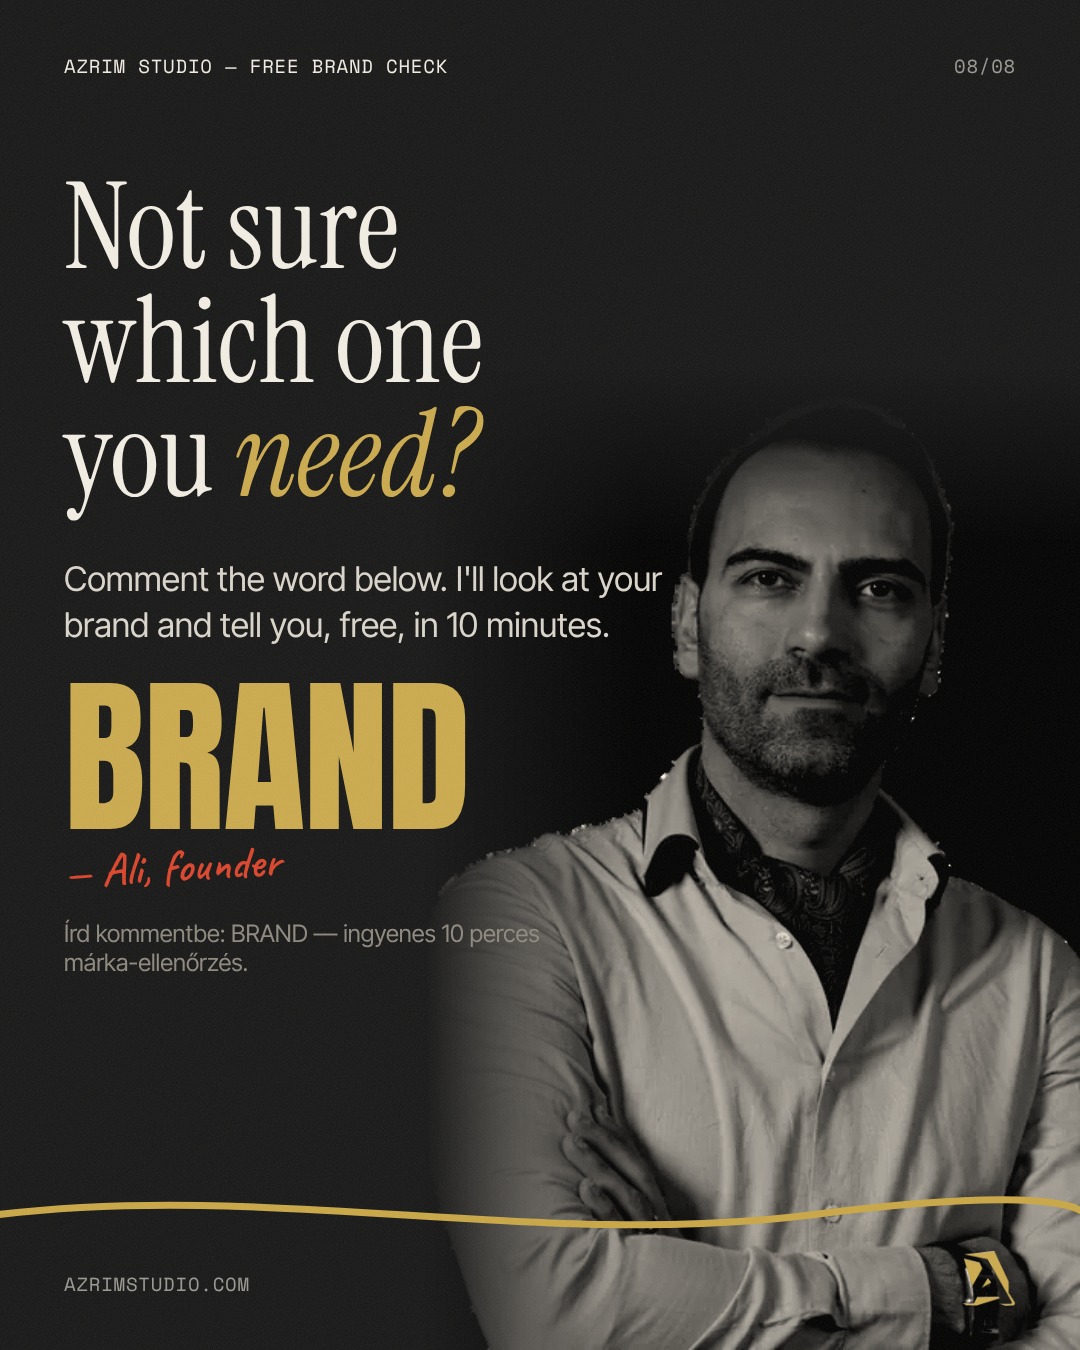 AZRIM STUDIO — FREE BRAND CHECK
08/08
Not sure
which one
you need?
Comment the word below. I'll look at your
brand and tell you, free, in 10 minutes.
BRAND
— Ali, founder
Írd kommentbe: BRAND — ingyenes 10 perces
márka-ellenőrzés.
AZRIMSTUDIO.COM
A